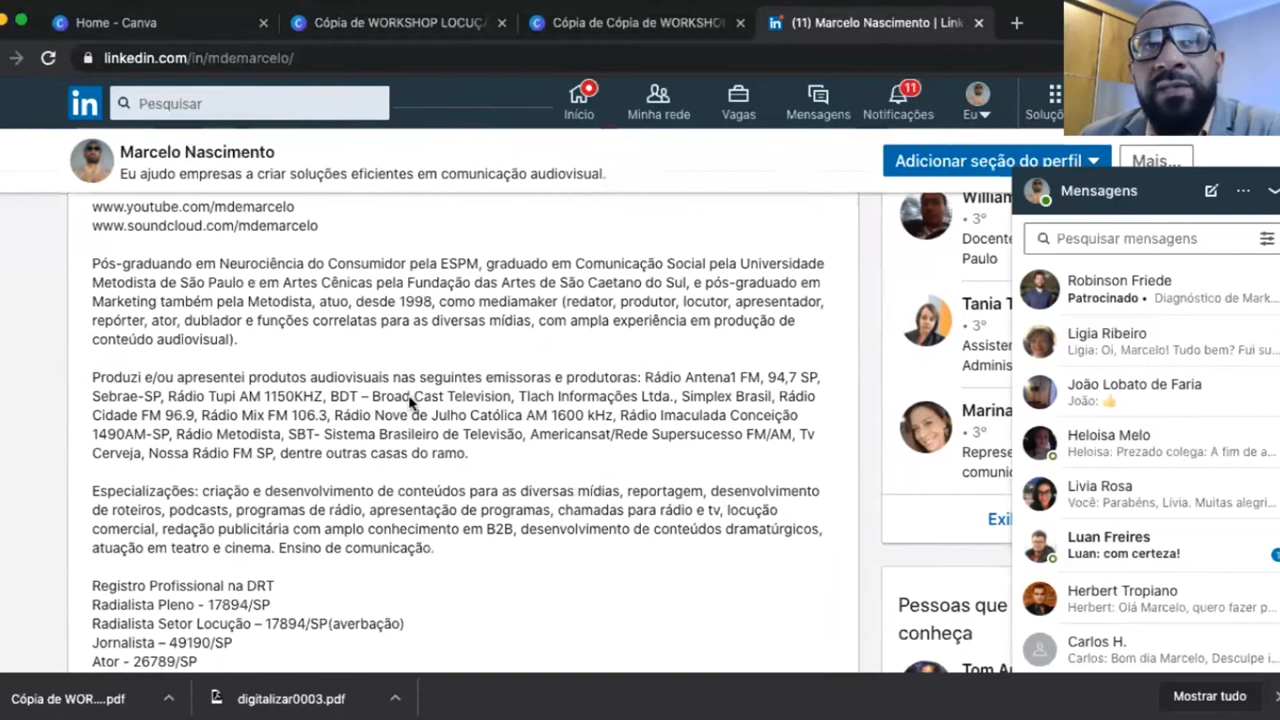 Home - Canva
Cópia de WORKSHOP LOCUÇ
Cópia de Cópia de WORKSHO
(11) Marcelo Nascimento | Link
linkedin.com/in/mdemarcelo/
in
Pesquisar
Início
Minha rede
Vagas
Mensagens
11
Notificações
Eu
Soluçõ
Marcelo Nascimento
Eu ajudo empresas a criar soluções eficientes em comunicação audiovisual.
Adicionar seção do perfil
Mais...
www.youtube.com/mdemarcelo
www.soundcloud.com/mdemarcelo
Pós-graduando em Neurociência do Consumidor pela ESPM, graduado em Comunicação Social pela Universidade
Metodista de São Paulo e em Artes Cênicas pela Fundação das Artes de São Caetano do Sul, e pós-graduado em
Marketing também pela Metodista, atuo, desde 1998, como mediamaker (redator, produtor, locutor, apresentador,
repórter, ator, dublador e funções correlatas para as diversas mídias, com ampla experiência em produção de
conteúdo audiovisual).
Produzi e/ou apresentei produtos audiovisuais nas seguintes emissoras e produtoras: Rádio Antena1 FM, 94,7 SP,
Sebrae-SP, Rádio Tupi AM 1150KHZ, BDT – Broad Cast Television, Tlach Informações Ltda., Simplex Brasil, Rádio
Cidade FM 96.9, Rádio Mix FM 106.3, Rádio Nove de Julho Católica AM 1600 kHz, Rádio Imaculada Conceição
1490AM-SP, Rádio Metodista, SBT- Sistema Brasileiro de Televisão, Americansat/Rede Supersucesso FM/AM, Tv
Cerveja, Nossa Rádio FM SP, dentre outras casas do ramo.
Especializações: criação e desenvolvimento de conteúdos para as diversas mídias, reportagem, desenvolvimento
de roteiros, podcasts, programas de rádio, apresentação de programas, chamadas para rádio e tv, locução
comercial, redação publicitária com amplo conhecimento em B2B, desenvolvimento de conteúdos dramatúrgicos,
atuação em teatro e cinema. Ensino de comunicação.
Registro Profissional na DRT
Radialista Pleno - 17894/SP
Radialista Setor Locução – 17894/SP(averbação)
Jornalista – 49190/SP
Ator - 26789/SP
William
• 3º
Docente
Paulo
Tania T
• 3º
Assister
Adminis
Marina
• 3º
Represe
comunic
Exi
Pessoas que
conheça
Tom A
Mensagens
Pesquisar mensagens
Robinson Friede
Patrocinado • Diagnóstico de Mark...
Ligia Ribeiro
Ligia: Oi, Marcelo! Tudo bem? Fui su...
João Lobato de Faria
João: 👍
Heloisa Melo
Heloisa: Prezado colega: A fim de a...
Livia Rosa
Você: Parabéns, Lívia. Muitas alegri...
Luan Freires
Luan: com certeza!
1
Herbert Tropiano
Herbert: Olá Marcelo, quero fazer p...
Carlos H.
Carlos: Bom dia Marcelo, Desculpe i...
Cópia de WOR....pdf
digitalizar0003.pdf
Mostrar tudo